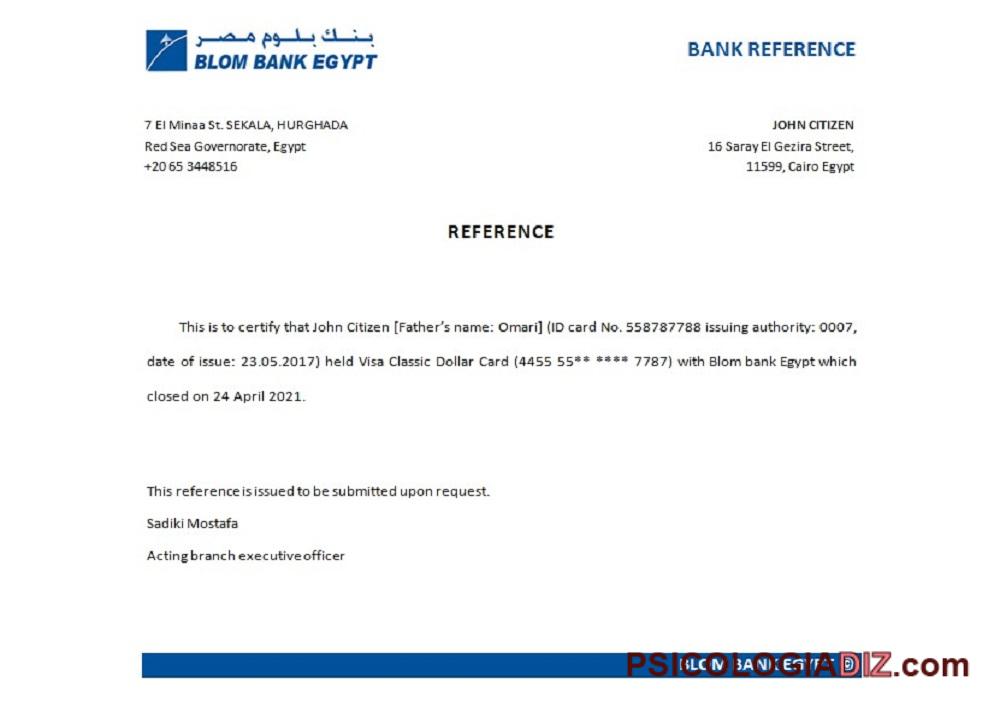 بنك بلوم مصر
BLOM BANK EGYPT
BANK REFERENCE
7 El Minaa St. SEKALA, HURGHADA
Red Sea Governorate, Egypt
+20 65 3448516
JOHN CITIZEN
16 Saray El Gezira Street,
11599, Cairo Egypt
REFERENCE
This is to certify that John Citizen [Father's name: Omari] (ID card No. 558787788 issuing authority: 0007,
date of issue: 23.05.2017) held Visa Classic Dollar Card (4455 55** **** 7787) with Blom bank Egypt which
closed on 24 April 2021.
This reference is issued to be submitted upon request.
Sadiki Mostafa
Acting branch executive officer
BLOM BANK EGYPT ©
PSICOLOGIADIZ.com